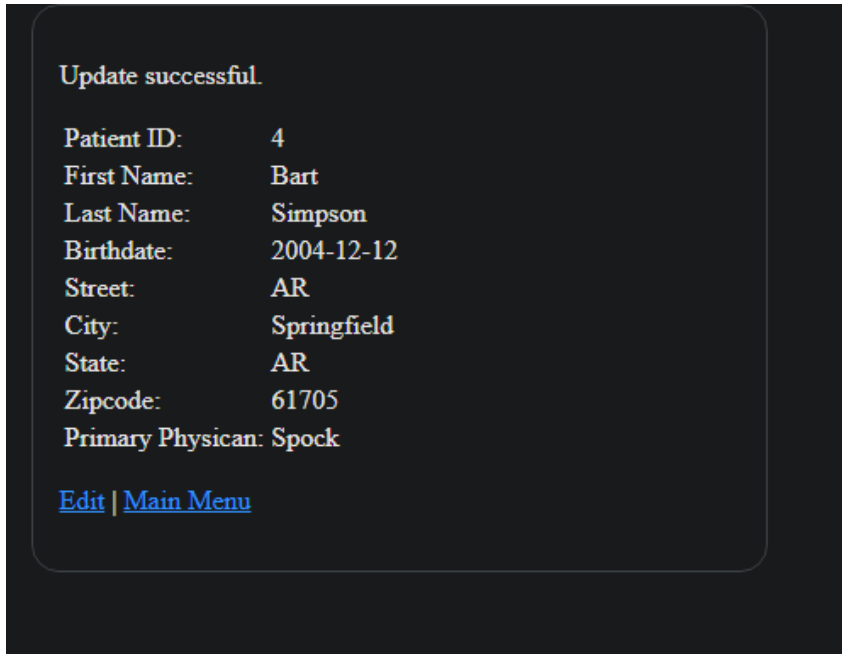 Update successful.
Patient ID: 4
First Name: Bart
Last Name: Simpson
Birthdate: 2004-12-12
Street: AR
City: Springfield
State: AR
Zipcode: 61705
Primary Physican: Spock
Edit | Main Menu